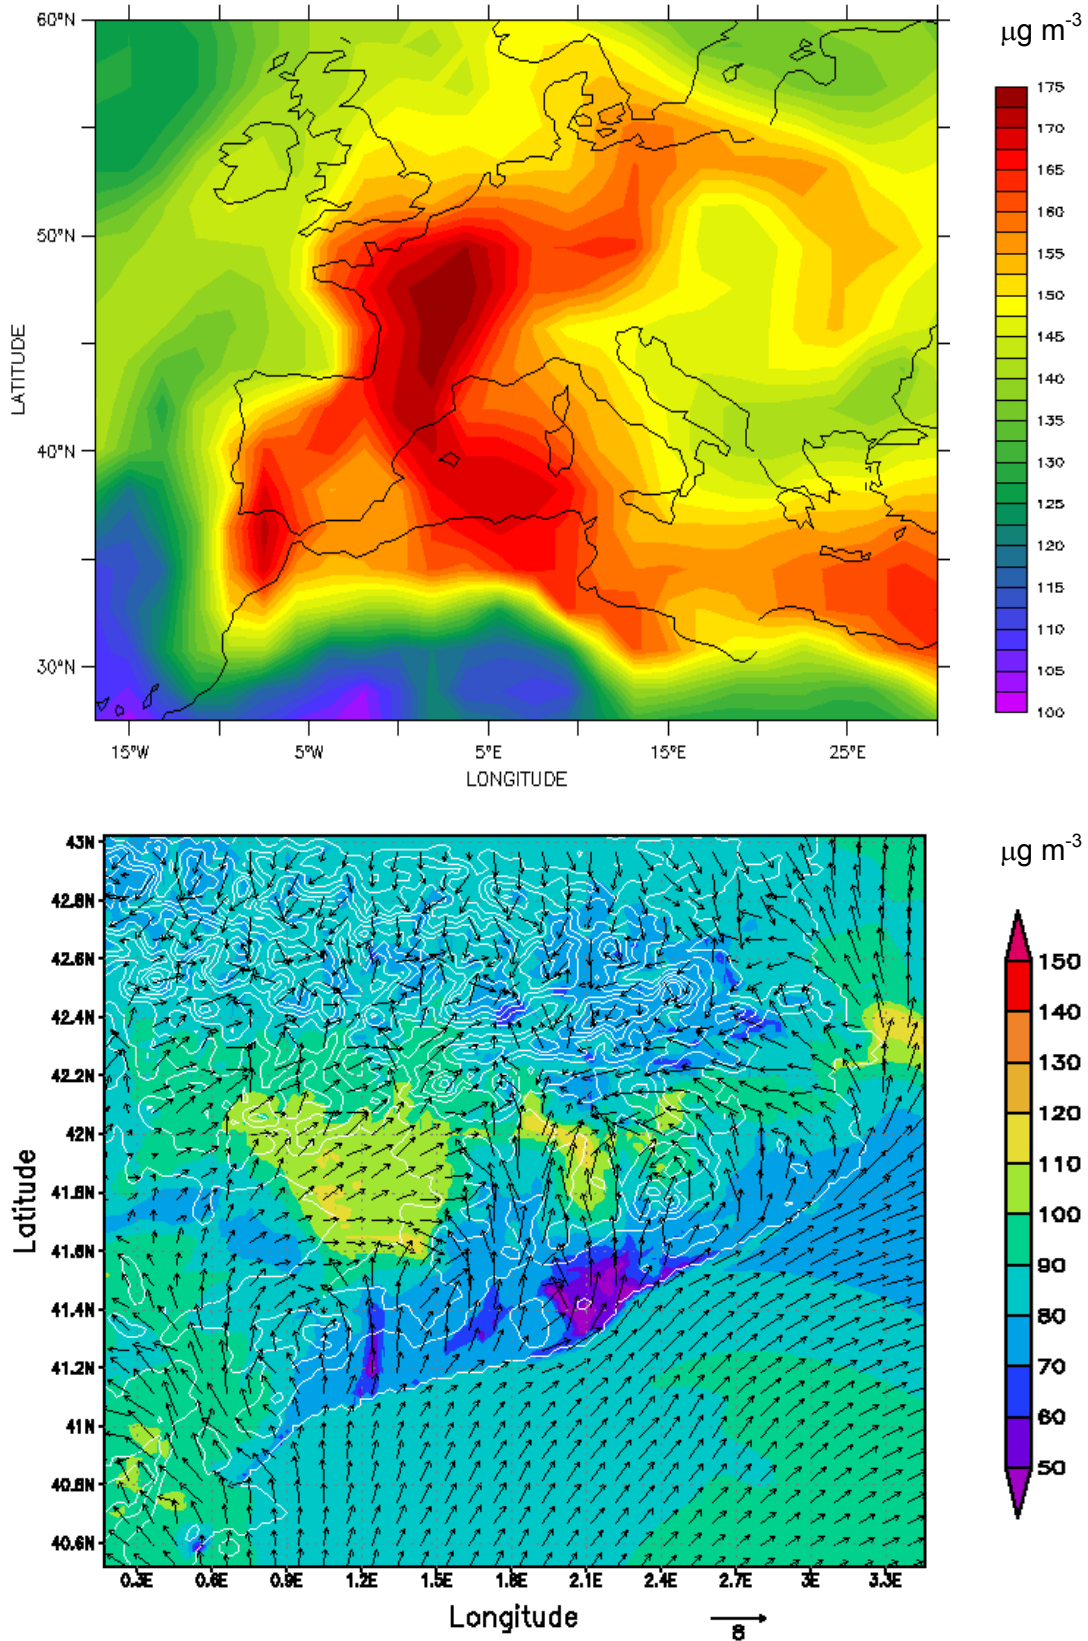 60°N
μg m-3
175
170
165
160
155
150
145
140
135
130
125
120
115
110
105
100
50°N
40°N
30°N
LATITUDE
15°W
5°W
5°E
15°E
25°E
LONGITUDE
μg m-3
43N
42.8N
42.6N
42.4N
42.2N
42N
41.8N
41.6N
41.4N
41.2N
41N
40.8N
40.6N
Latitude
150
140
130
120
110
100
90
80
70
60
50
0.3E
0.6E
0.9E
1.2E
1.5E
1.8E
2.1E
2.4E
2.7E
3E
3.3E
Longitude
8